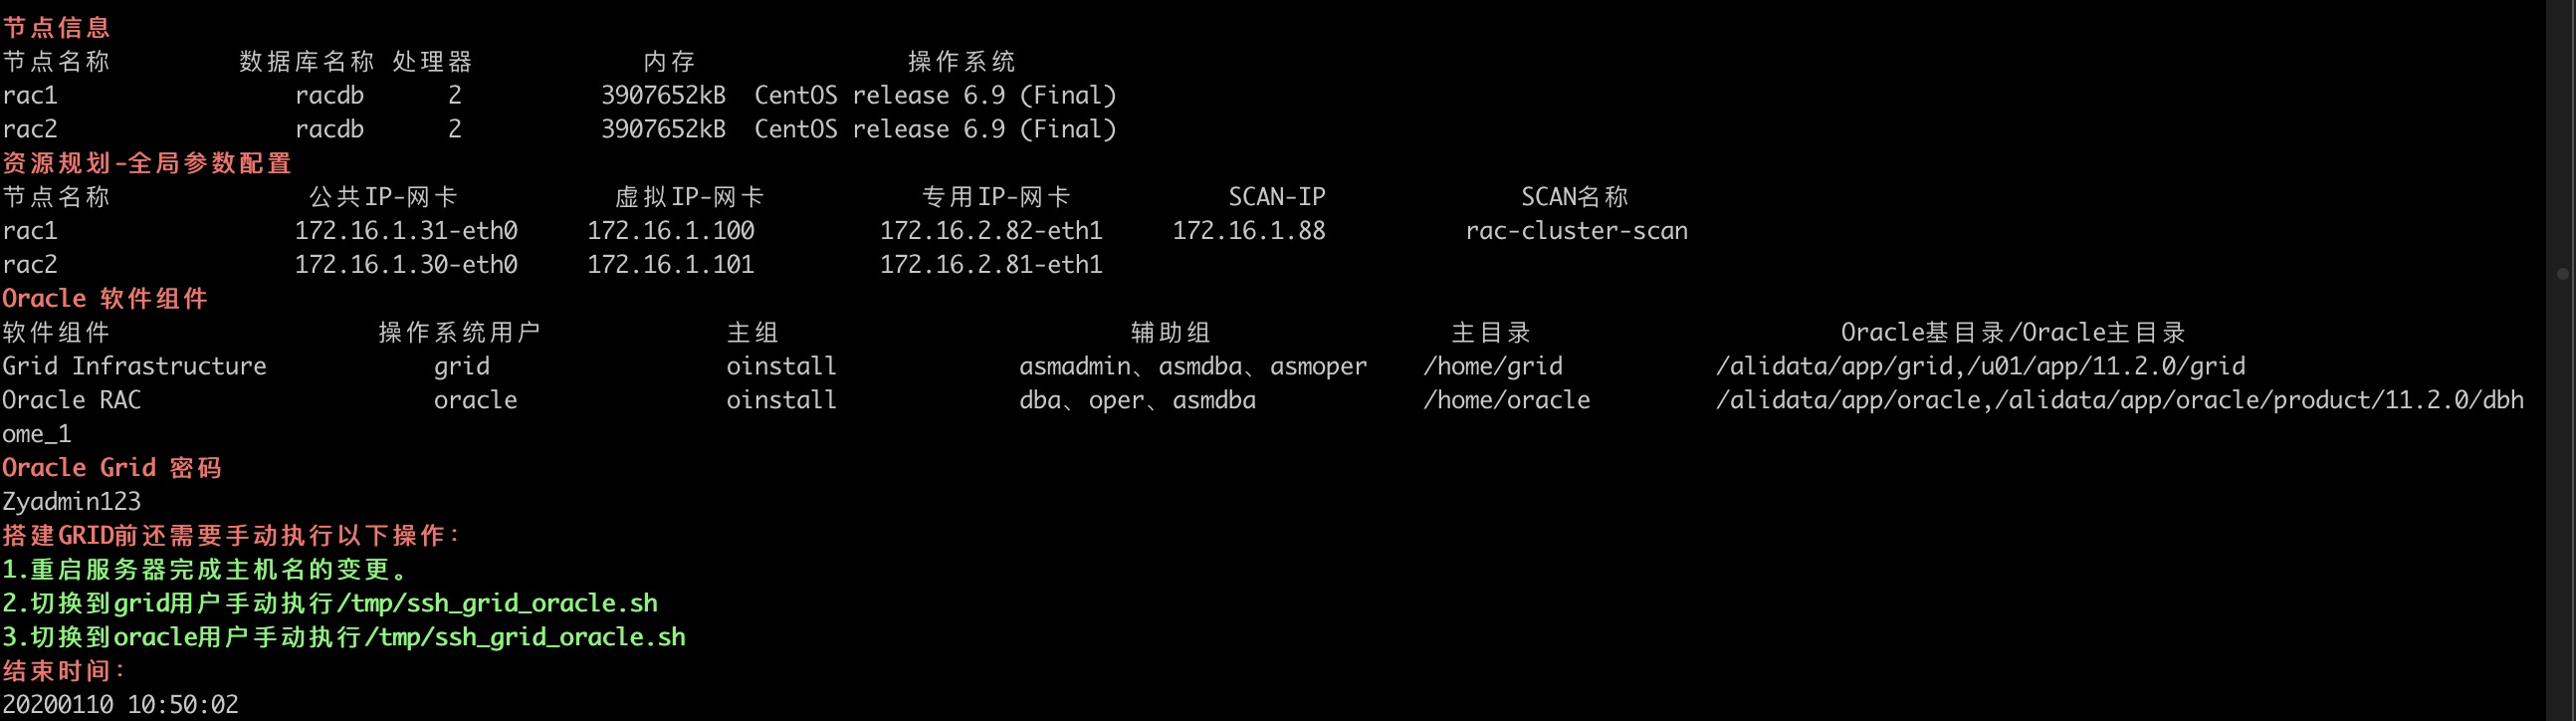 节点信息
节点名称 数据库名称 处理器 内存 操作系统
rac1 racdb 2 3907652kB CentOS release 6.9 (Final)
rac2 racdb 2 3907652kB CentOS release 6.9 (Final)
资源规划-全局参数配置
节点名称 公共IP-网卡 虚拟IP-网卡 专用IP-网卡 SCAN-IP SCAN名称
rac1 172.16.1.31-eth0 172.16.1.100 172.16.2.82-eth1 172.16.1.88 rac-cluster-scan
rac2 172.16.1.30-eth0 172.16.1.101 172.16.2.81-eth1
Oracle 软件组件
软件组件 操作系统用户 主组 辅助组 主目录 Oracle基目录/Oracle主目录
Grid Infrastructure grid oinstall asmadmin、asmdba、asmoper /home/grid /alidata/app/grid,/u01/app/11.2.0/grid
Oracle RAC oracle oinstall dba、oper、asmdba /home/oracle /alidata/app/oracle,/alidata/app/oracle/product/11.2.0/dbh
ome_1
Oracle Grid 密码
Zyadmin123
搭建GRID前还需要手动执行以下操作：
1.重启服务器完成主机名的变更。
2.切换到grid用户手动执行/tmp/ssh_grid_oracle.sh
3.切换到oracle用户手动执行/tmp/ssh_grid_oracle.sh
结束时间：
20200110 10:50:02